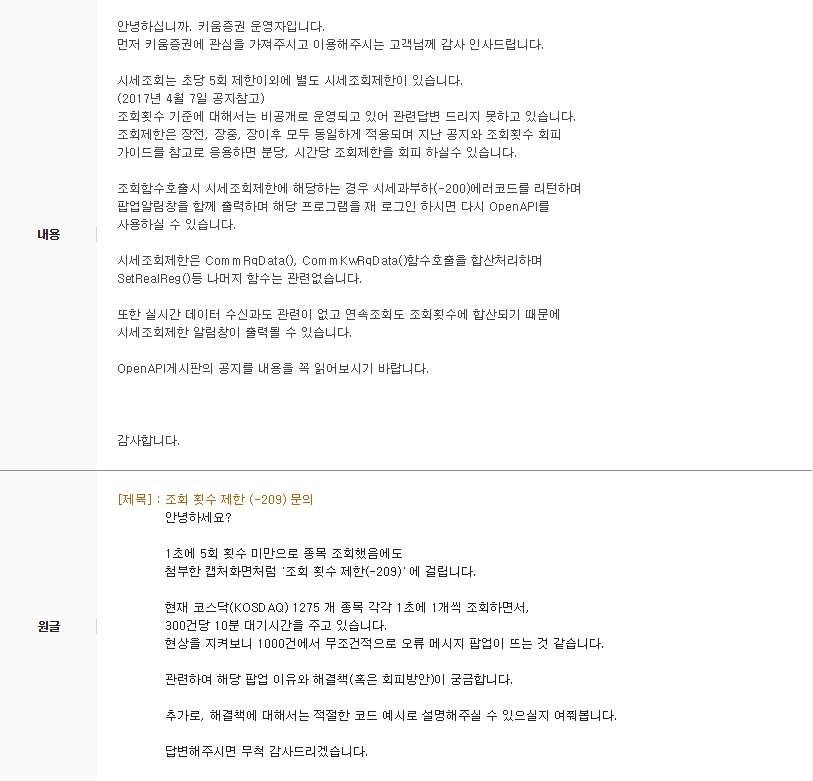 안녕하십니까. 키움증권 운영자입니다.
먼저 키움증권에 관심을 가져주시고 이용해주시는 고객님께 감사 인사드립니다.
시세조회는 초당 5회 제한이외에 별도 시세조회제한이 있습니다.
(2017년 4월 7일 공지참고)
조회횟수 기준에 대해서는 비공개로 운영되고 있어 관련답변 드리지 못하고 있습니다.
조회제한은 장전, 장중, 장이후 모두 동일하게 적용되며 지난 공지와 조회횟수 회피
가이드를 참고로 응용하면 분당, 시간당 조회제한을 회피 하실수 있습니다.
조회함수호출시 시세조회제한에 해당하는 경우 시세과부하(-200)에러코드를 리턴하며
팝업알림창을 함께 출력하며 해당 프로그램을 재 로그인 하시면 다시 OpenAPI를
사용하실 수 있습니다.
내용
시세조회제한은 CommRqData(), CommKwRqData()함수호출을 합산처리하며
SetRealReg()등 나머지 함수는 관련없습니다.
또한 실시간 데이터 수신과도 관련이 없고 연속조회도 조회횟수에 합산되기 때문에
시세조회제한 알림창이 출력될 수 있습니다.
OpenAPI게시판의 공지를 내용을 꼭 읽어보시기 바랍니다.
감사합니다.
[제목] : 조회 횟수 제한 (-209) 문의
안녕하세요?
1초에 5회 횟수 미만으로 종목 조회했음에도
첨부한 캡처화면처럼 '조회 횟수 제한(-209)' 에 걸립니다.
현재 코스닥(KOSDAQ) 1275 개 종목 각각 1초에 1개씩 조회하면서,
300건당 10분 대기시간을 주고 있습니다.
원글
현상을 지켜보니 1000건에서 무조건적으로 오류 메시지 팝업이 뜨는 것 같습니다.
관련하여 해당 팝업 이유와 해결책(혹은 회피방안)이 궁금합니다.
추가로, 해결책에 대해서는 적절한 코드 예시로 설명해주실 수 있으실지 여쭤봅니다.
답변해주시면 무척 감사드리겠습니다.